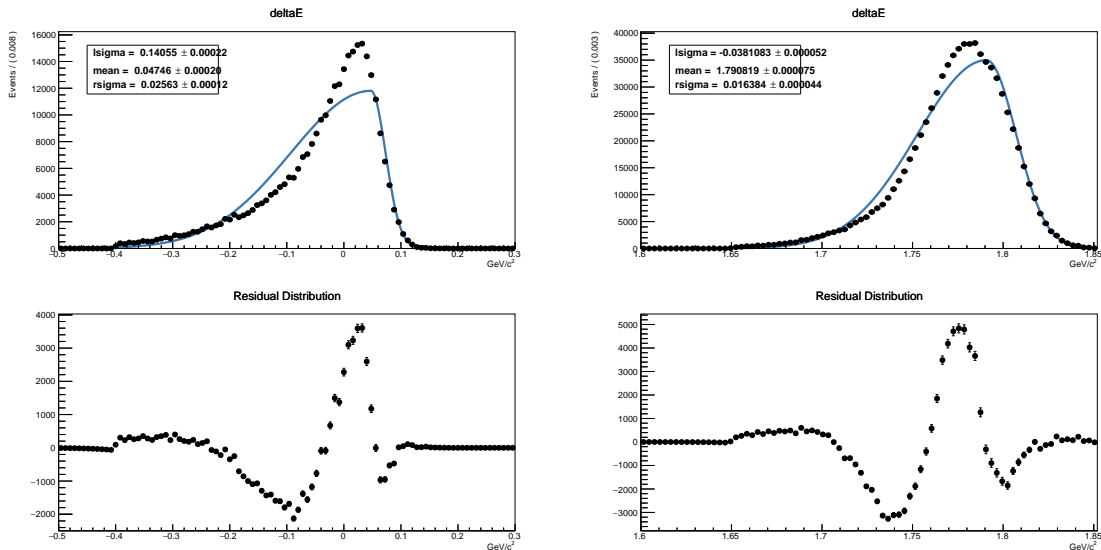 deltaE
Events / ( 0.008 )
16000
14000
12000
10000
8000
6000
4000
2000
0
lsigma = 0.14055 ± 0.00022
mean = 0.04746 ± 0.00020
rsigma = 0.02563 ± 0.00012
-0.5 -0.4 -0.3 -0.2 -0.1 0 0.1 0.2 0.3
GeV/c²
deltaE
Events / ( 0.003 )
40000
35000
30000
25000
20000
15000
10000
5000
0
lsigma = -0.0381083 ± 0.000052
mean = 1.790819 ± 0.000075
rsigma = 0.016384 ± 0.000044
1.6 1.65 1.7 1.75 1.8 1.85
GeV/c²
Residual Distribution
4000
3000
2000
1000
0
−1000
−2000
−0.5 −0.4 −0.3 −0.2 −0.1 0 0.1 0.2 0.3
GeV/c²
Residual Distribution
5000
4000
3000
2000
1000
0
−1000
−2000
−3000
1.6 1.65 1.7 1.75 1.8 1.85
GeV/c²